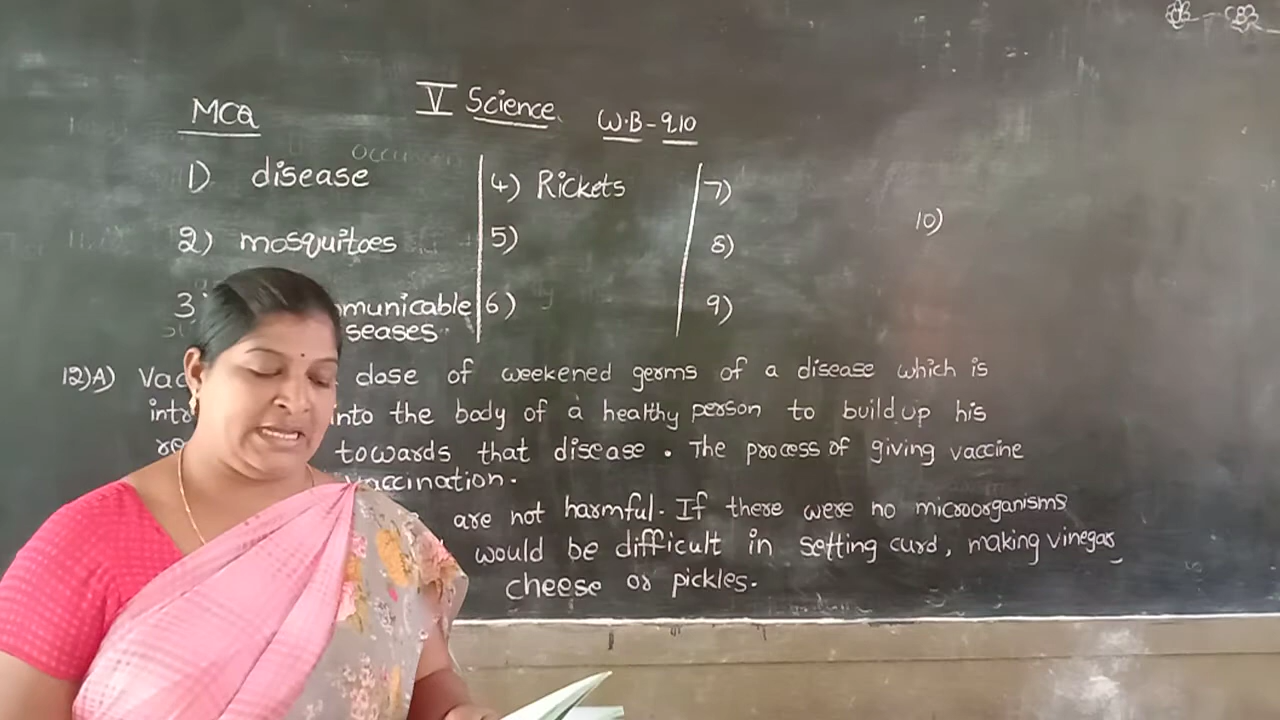 MCQ
V Science W.B-910
1) disease
2) mosquitoes
3 municable
seases
4) Rickets
5)
6)
7)
8)
9)
10)
12)A) Vac dose of weekened germs of a disease which is
into the body of a healthy person to build up his
towards that disease. The process of giving vaccine
vaccination.
are not harmful. If there were no microorganisms
would be difficult in setting curd, making vinegar
cheese or pickles.